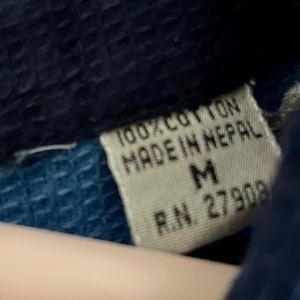 100% COTTON
MADE IN NEPAL
M
R.N. 27908